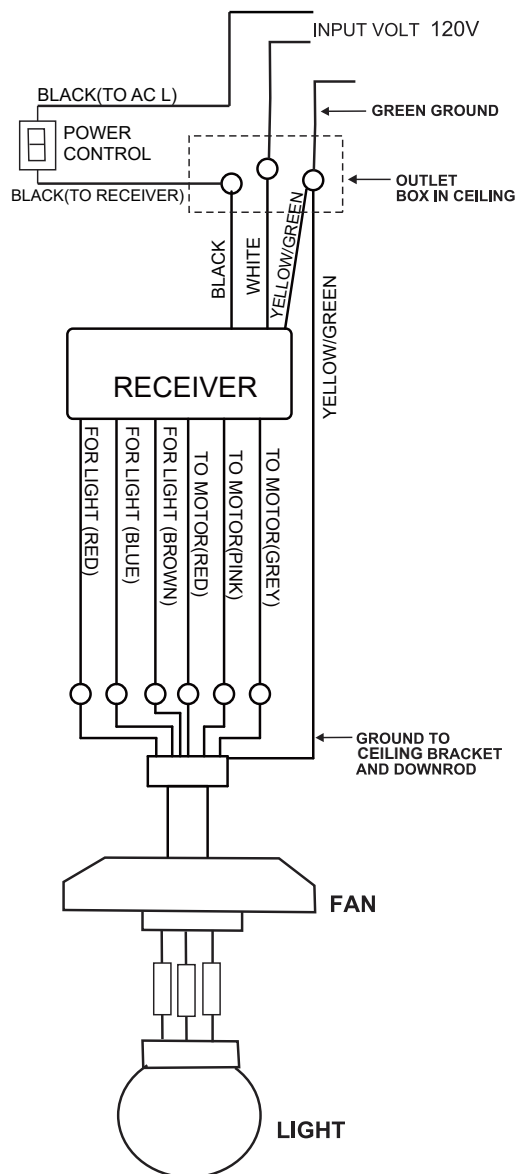 INPUT VOLT 120V
BLACK(TO AC L)
GREEN GROUND
POWER
CONTROL
OUTLET
BOX IN CEILING
BLACK(TO RECEIVER)
BLACK
WHITE
YELLOW/GREEN
YELLOW/GREEN
RECEIVER
FOR LIGHT (RED)
FOR LIGHT (BLUE)
FOR LIGHT (BROWN)
TO MOTOR(RED)
TO MOTOR(PINK)
TO MOTOR(GREY)
GROUND TO
CEILING BRACKET
AND DOWNROD
FAN
LIGHT